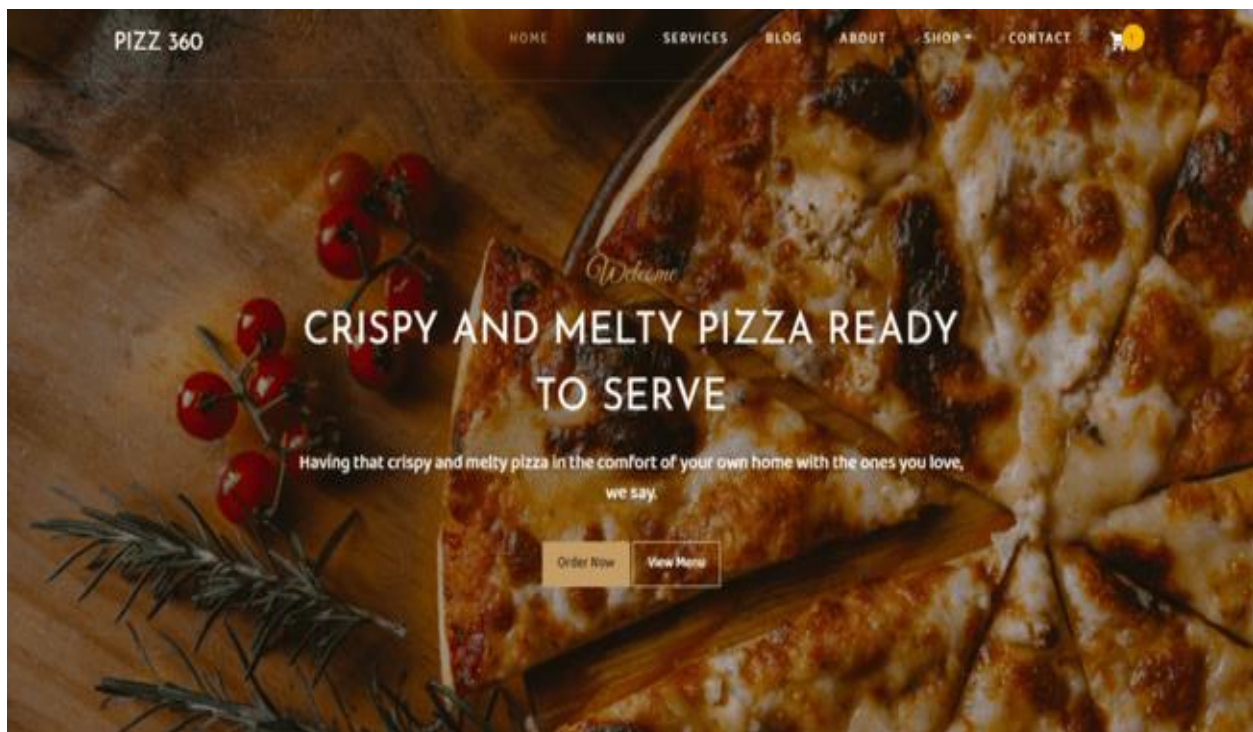 PIZZ 360
HOME MENU SERVICES BLOG ABOUT SHOP CONTACT
Welcome
CRISPY AND MELTY PIZZA READY
TO SERVE
Having that crispy and melty pizza in the comfort of your own home with the ones you love,
we say.
Order Now View Menu